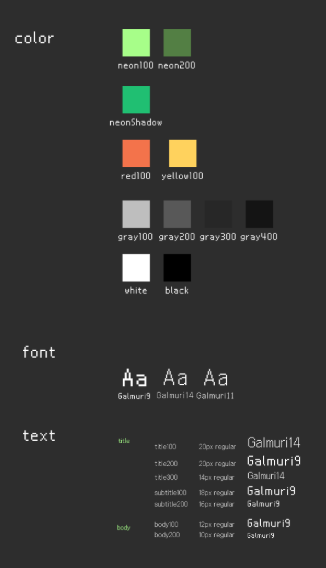 color
neon100 neon200
neonShadow
red100 yellow100
gray100 gray200 gray300 gray400
white black
font
Aa Aa Aa
Galmuri9 Galmuri14 Galmuri11
text
title
title100 20px regular Galmuri14
title200 20px regular Galmuri9
title300 14px regular Galmuri14
subtitle100 18px regular Galmuri9
subtitle200 16px regular Galmuri9
body
body100 12px regular Galmuri9
body200 10px regular Galmuri9